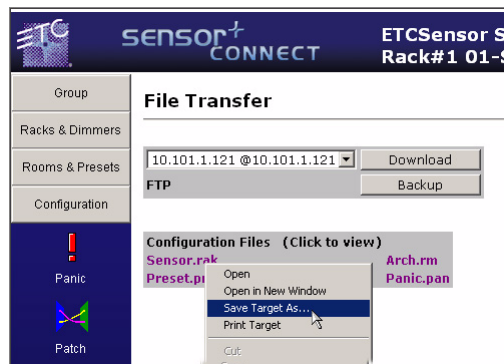 ETC
sensor+
CONNECT
ETCSensor S
Rack#1 01-S
Group
Racks & Dimmers
Rooms & Presets
Configuration
Panic
Patch
File Transfer
10.101.1.121 @10.101.1.121
Download
FTP
Backup
Configuration Files (Click to view)
Sensor.rak
Arch.rm
Preset.pr
Panic.pan
Open
Open in New Window
Save Target As...
Print Target
Cut